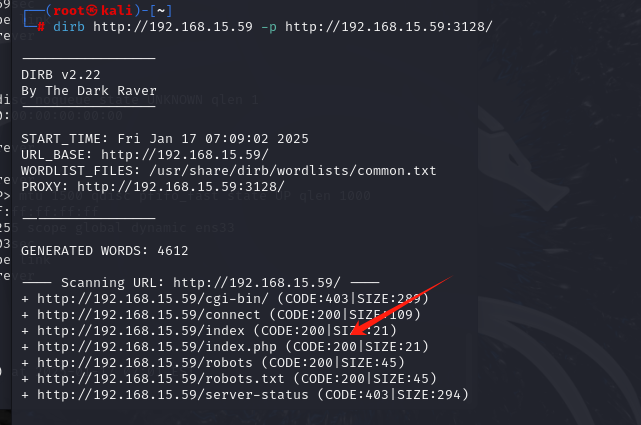 ┌──(root㉿kali)-[~]
└─# dirb http://192.168.15.59 -p http://192.168.15.59:3128/
-----------------
DIRB v2.22
By The Dark Raver
-----------------
START_TIME: Fri Jan 17 07:09:02 2025
URL_BASE: http://192.168.15.59/
WORDLIST_FILES: /usr/share/dirb/wordlists/common.txt
PROXY: http://192.168.15.59:3128/
-----------------
GENERATED WORDS: 4612
---- Scanning URL: http://192.168.15.59/ ----
+ http://192.168.15.59/cgi-bin/ (CODE:403|SIZE:289)
+ http://192.168.15.59/connect (CODE:200|SIZE:109)
+ http://192.168.15.59/index (CODE:200|SIZE:21)
+ http://192.168.15.59/index.php (CODE:200|SIZE:21)
+ http://192.168.15.59/robots (CODE:200|SIZE:45)
+ http://192.168.15.59/robots.txt (CODE:200|SIZE:45)
+ http://192.168.15.59/server-status (CODE:403|SIZE:294)